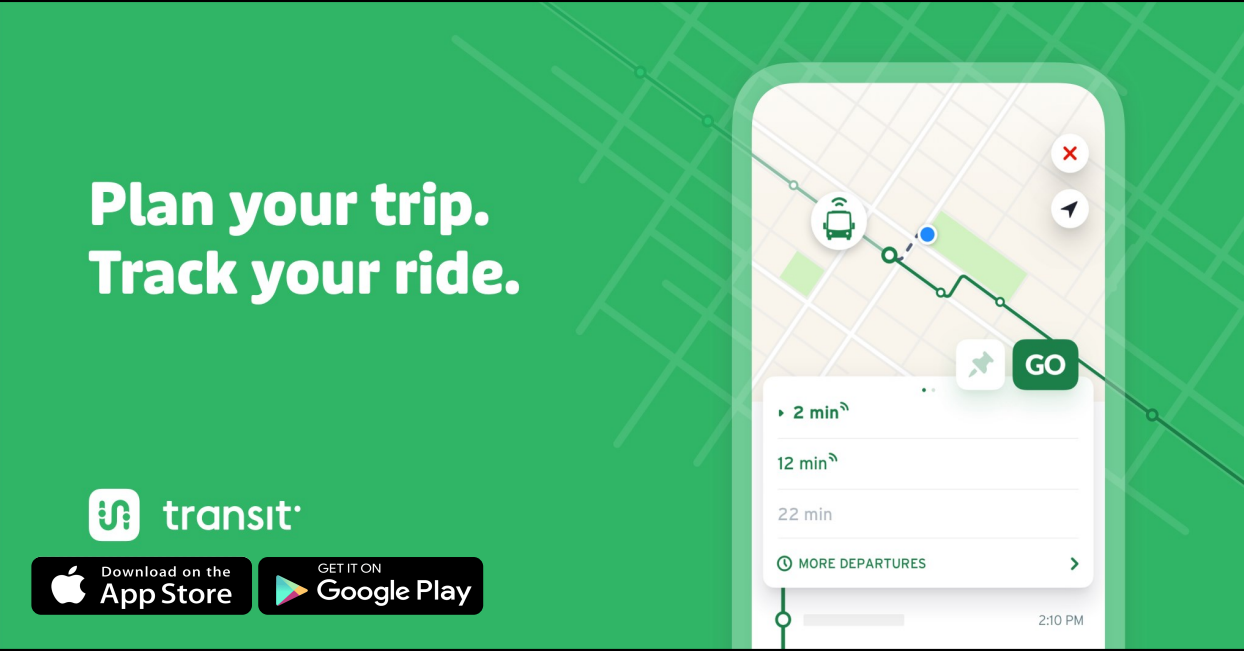 Plan your trip.
Track your ride.
transit
Download on the
App Store
GET IT ON
Google Play
GO
2 min
12 min
22 min
MORE DEPARTURES
2:10 PM